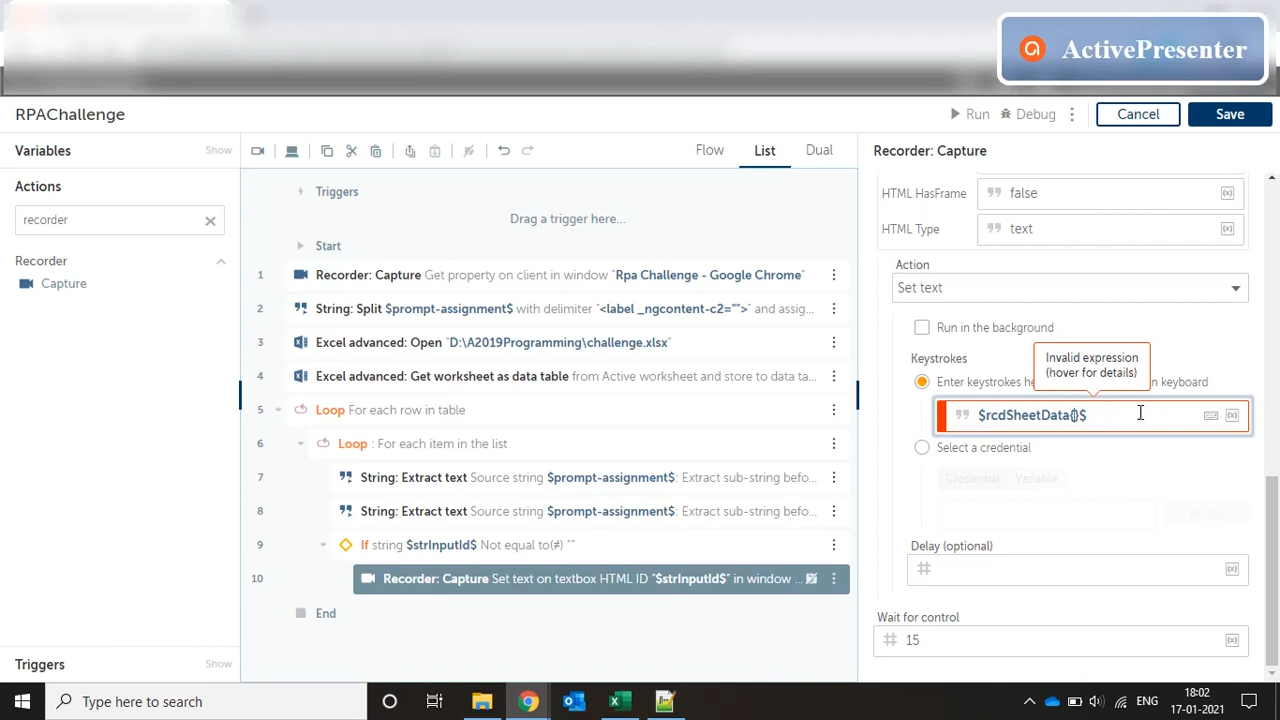 ActivePresenter
RPAChallenge
Run
Debug
Cancel
Save
Variables
Show
Flow
List
Dual
Recorder: Capture
Actions
recorder
Recorder
Capture
Triggers
Show
Triggers
Drag a trigger here...
Start
1 Recorder: Capture Get property on client in window "Rpa Challenge - Google Chrome"
2 String: Split $prompt-assignment$ with delimiter "<label _ngcontent-c2="">" and assig...
3 Excel advanced: Open "D:\A2019Programming\challenge.xlsx"
4 Excel advanced: Get worksheet as data table from Active worksheet and store to data ta...
5 Loop For each row in table
6 Loop : For each item in the list
7 String: Extract text Source string $prompt-assignment$: Extract sub-string befo...
8 String: Extract text Source string $prompt-assignment$: Extract sub-string befo...
9 If string $strInputId$ Not equal to(≠) ""
10 Recorder: Capture Set text on textbox HTML ID "$strInputId$" in window ...
End
HTML HasFrame false
HTML Type text
Action
Set text
Run in the background
Keystrokes
Invalid expression
(hover for details)
Enter keystrokes he n keyboard
$rcdSheetData{}$
Select a credential
Credential Variable
Delay (optional)
Wait for control
15
Type here to search
ENG
18:02
17-01-2021